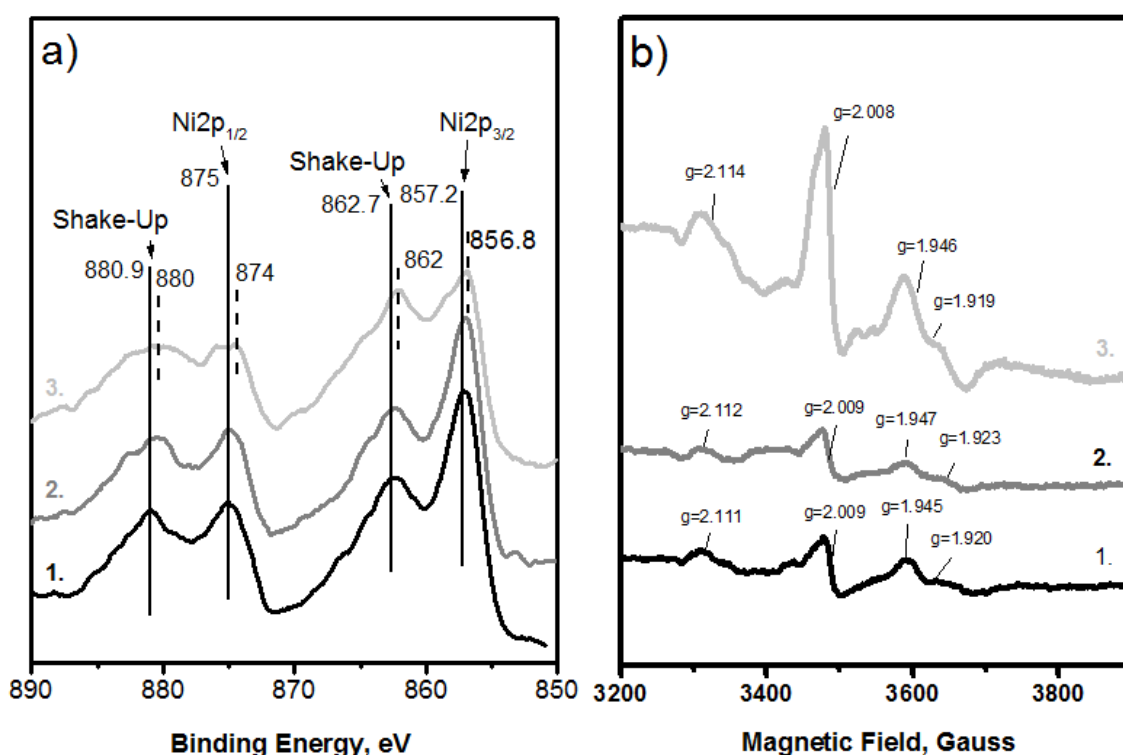 a)
Ni2p1/2
Ni2p3/2
Shake-Up
875
862.7
857.2
Shake-Up
856.8
880.9
880
874
862
3.
2.
1.
890
880
870
860
850
Binding Energy, eV
b)
g=2.008
g=2.114
g=1.946
g=1.919
3.
g=2.112
g=2.009
g=1.947
g=1.923
2.
g=2.111
g=2.009
g=1.945
g=1.920
1.
3200
3400
3600
3800
Magnetic Field, Gauss